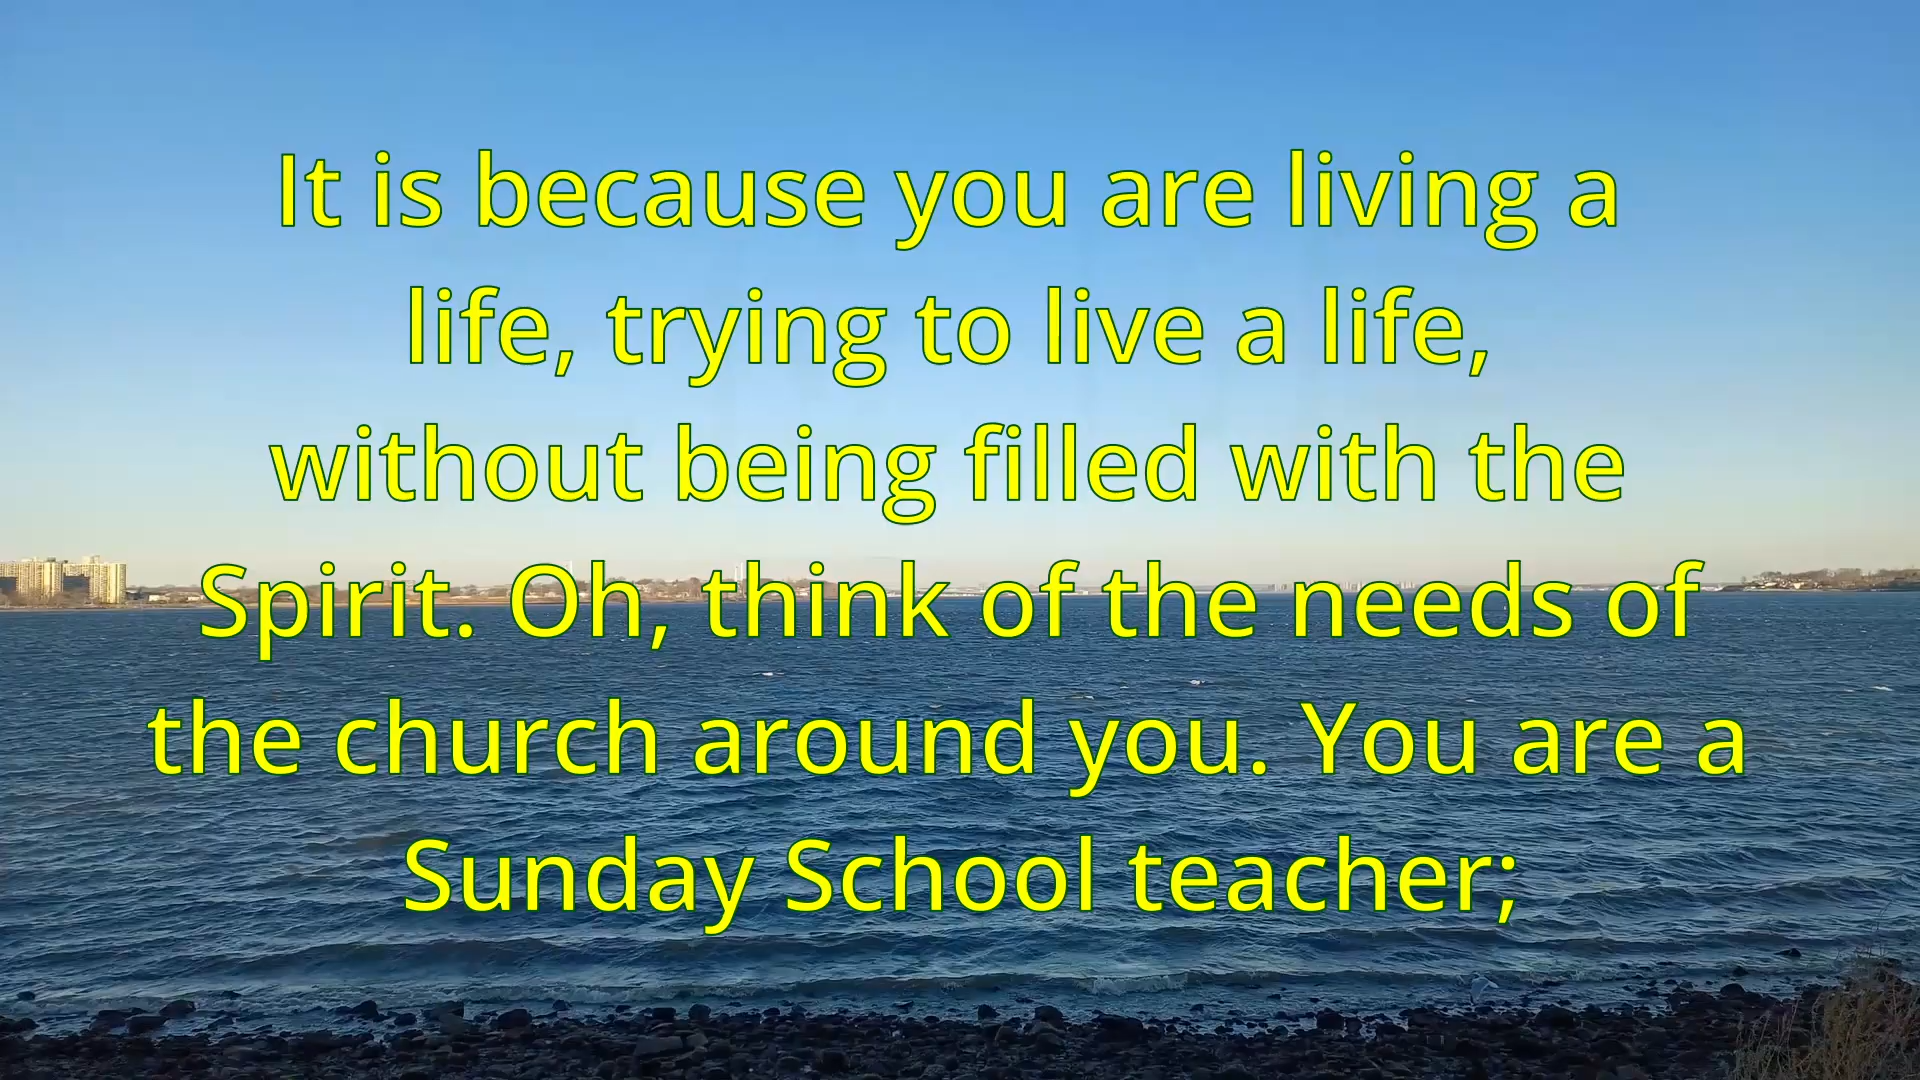 It is because you are living a
life, trying to live a life,
without being filled with the
Spirit. Oh, think of the needs of
the church around you. You are a
Sunday School teacher;